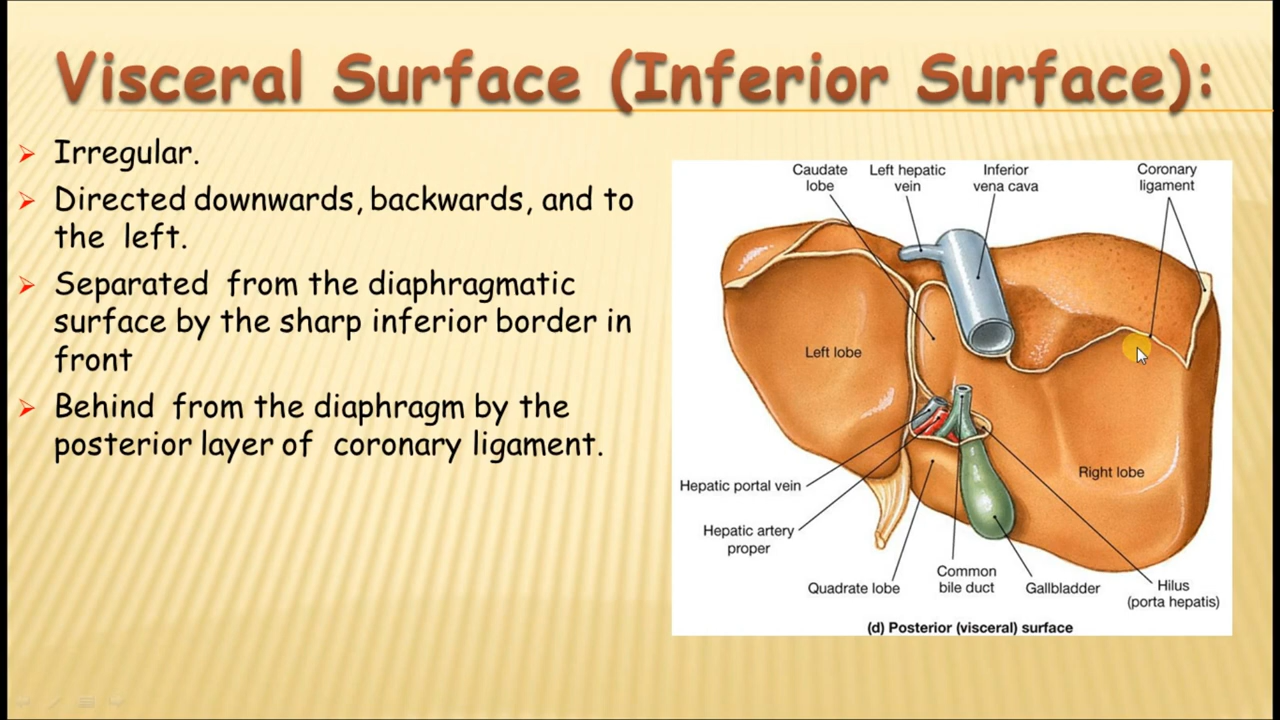 Visceral Surface (Inferior Surface):
Irregular.
Directed downwards, backwards, and to
the left.
Separated from the diaphragmatic
surface by the sharp inferior border in
front
Behind from the diaphragm by the
posterior layer of coronary ligament.
Caudate
lobe
Left hepatic
vein
Inferior
vena cava
Coronary
ligament
Left lobe
Right lobe
Hepatic portal vein
Hepatic artery
proper
Quadrate lobe
Common
bile duct
Gallbladder
Hilus
(porta hepatis)
(d) Posterior (visceral) surface